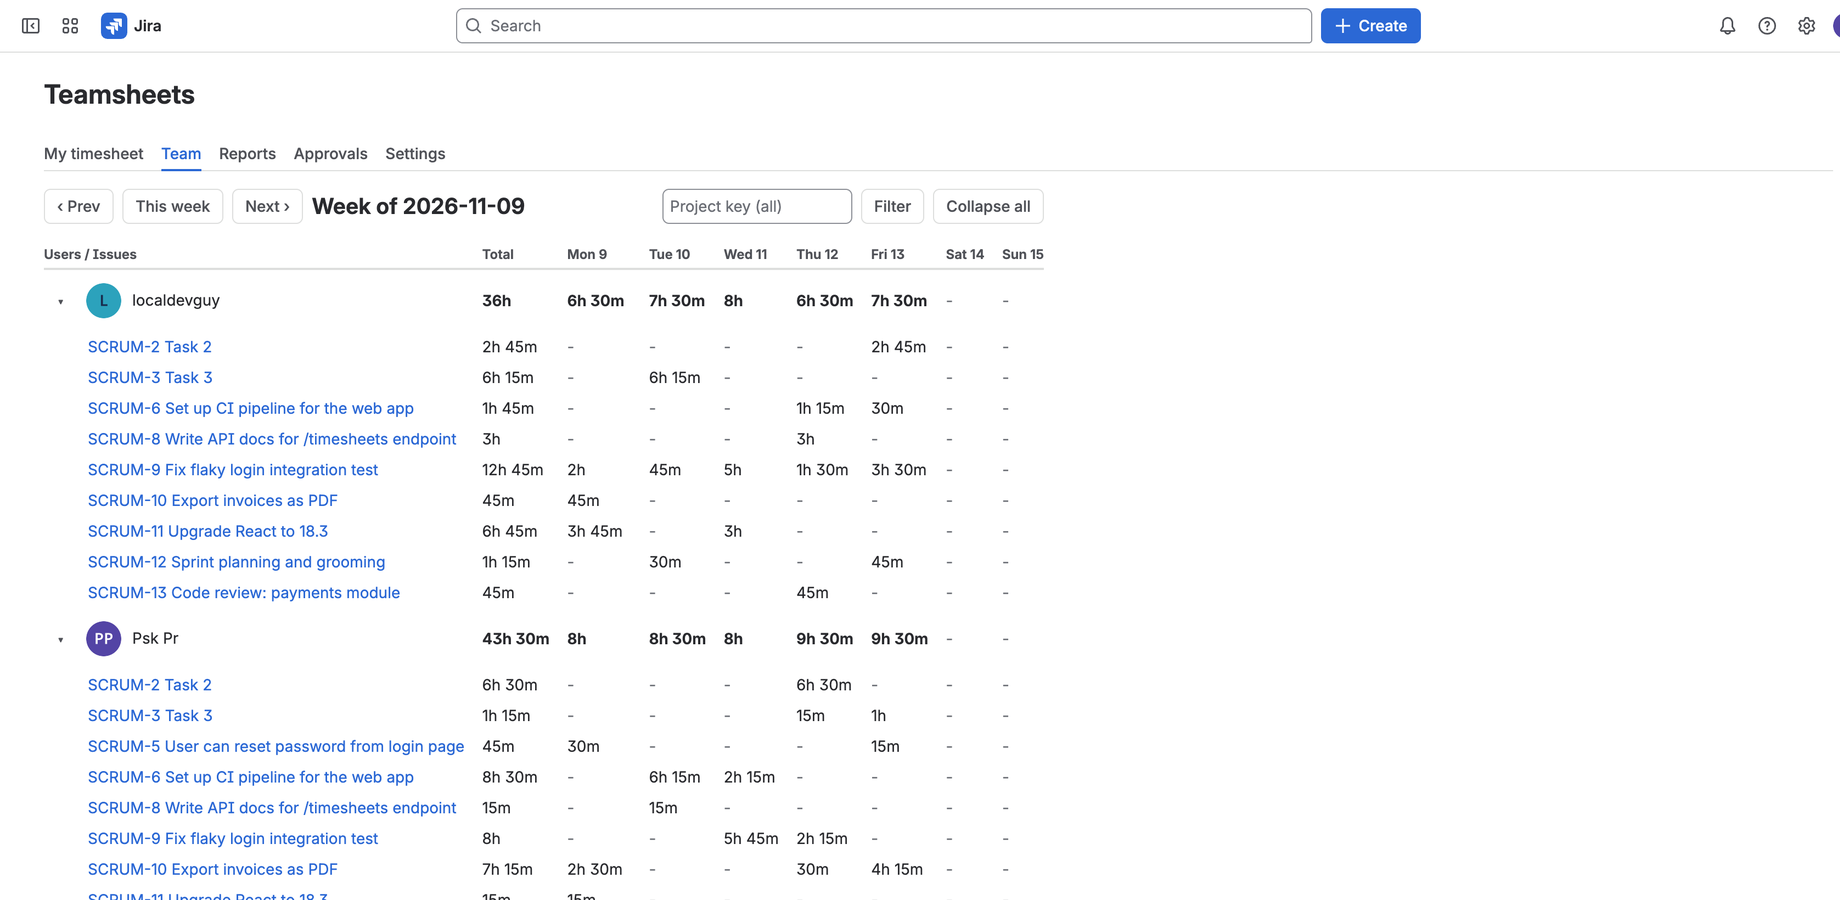 Jira
Search
+ Create
Teamsheets
My timesheet Team Reports Approvals Settings
‹ Prev This week Next › Week of 2026-11-09 Project key (all) Filter Collapse all
Users / Issues Total Mon 9 Tue 10 Wed 11 Thu 12 Fri 13 Sat 14 Sun 15
L localdevguy 36h 6h 30m 7h 30m 8h 6h 30m 7h 30m - -
SCRUM-2 Task 2 2h 45m - - - - 2h 45m - -
SCRUM-3 Task 3 6h 15m - 6h 15m - - - - -
SCRUM-6 Set up CI pipeline for the web app 1h 45m - - - 1h 15m 30m - -
SCRUM-8 Write API docs for /timesheets endpoint 3h - - - 3h - - -
SCRUM-9 Fix flaky login integration test 12h 45m 2h 45m 5h 1h 30m 3h 30m - -
SCRUM-10 Export invoices as PDF 45m 45m - - - - - -
SCRUM-11 Upgrade React to 18.3 6h 45m 3h 45m - 3h - - - -
SCRUM-12 Sprint planning and grooming 1h 15m - 30m - - 45m - -
SCRUM-13 Code review: payments module 45m - - - 45m - - -
PP Psk Pr 43h 30m 8h 8h 30m 8h 9h 30m 9h 30m - -
SCRUM-2 Task 2 6h 30m - - - 6h 30m - - -
SCRUM-3 Task 3 1h 15m - - - 15m 1h - -
SCRUM-5 User can reset password from login page 45m 30m - - - 15m - -
SCRUM-6 Set up CI pipeline for the web app 8h 30m - 6h 15m 2h 15m - - - -
SCRUM-8 Write API docs for /timesheets endpoint 15m - 15m - - - - -
SCRUM-9 Fix flaky login integration test 8h - - 5h 45m 2h 15m - - -
SCRUM-10 Export invoices as PDF 7h 15m 2h 30m - - 30m 4h 15m - -
SCRUM-11 Upgrade React to 18.3 15m 15m